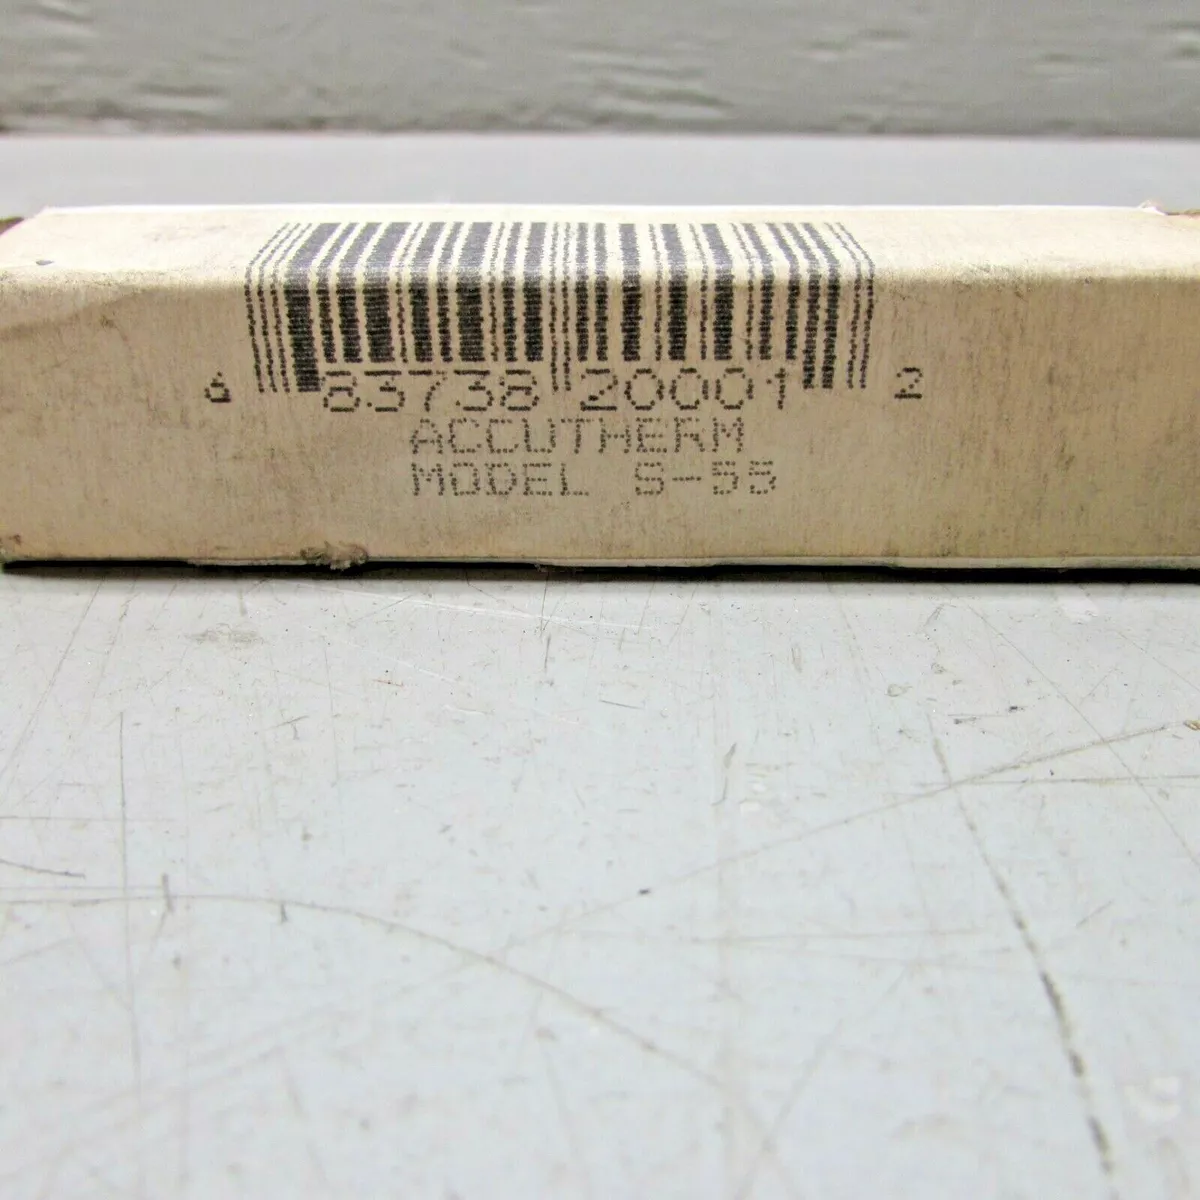 6 83738 20001 2
ACCUTHERM
MODEL S-55